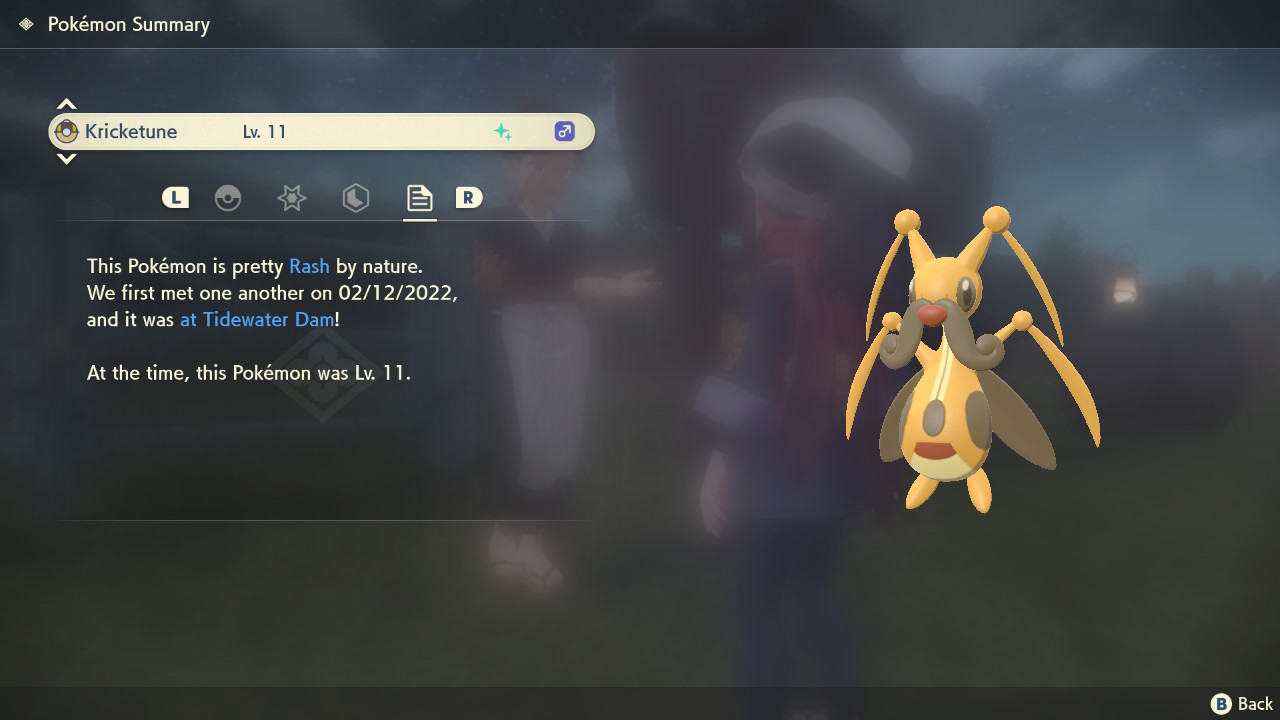 Pokémon Summary
Kricketune Lv. 11
L R
This Pokémon is pretty Rash by nature.
We first met one another on 02/12/2022,
and it was at Tidewater Dam!
At the time, this Pokémon was Lv. 11.
B Back